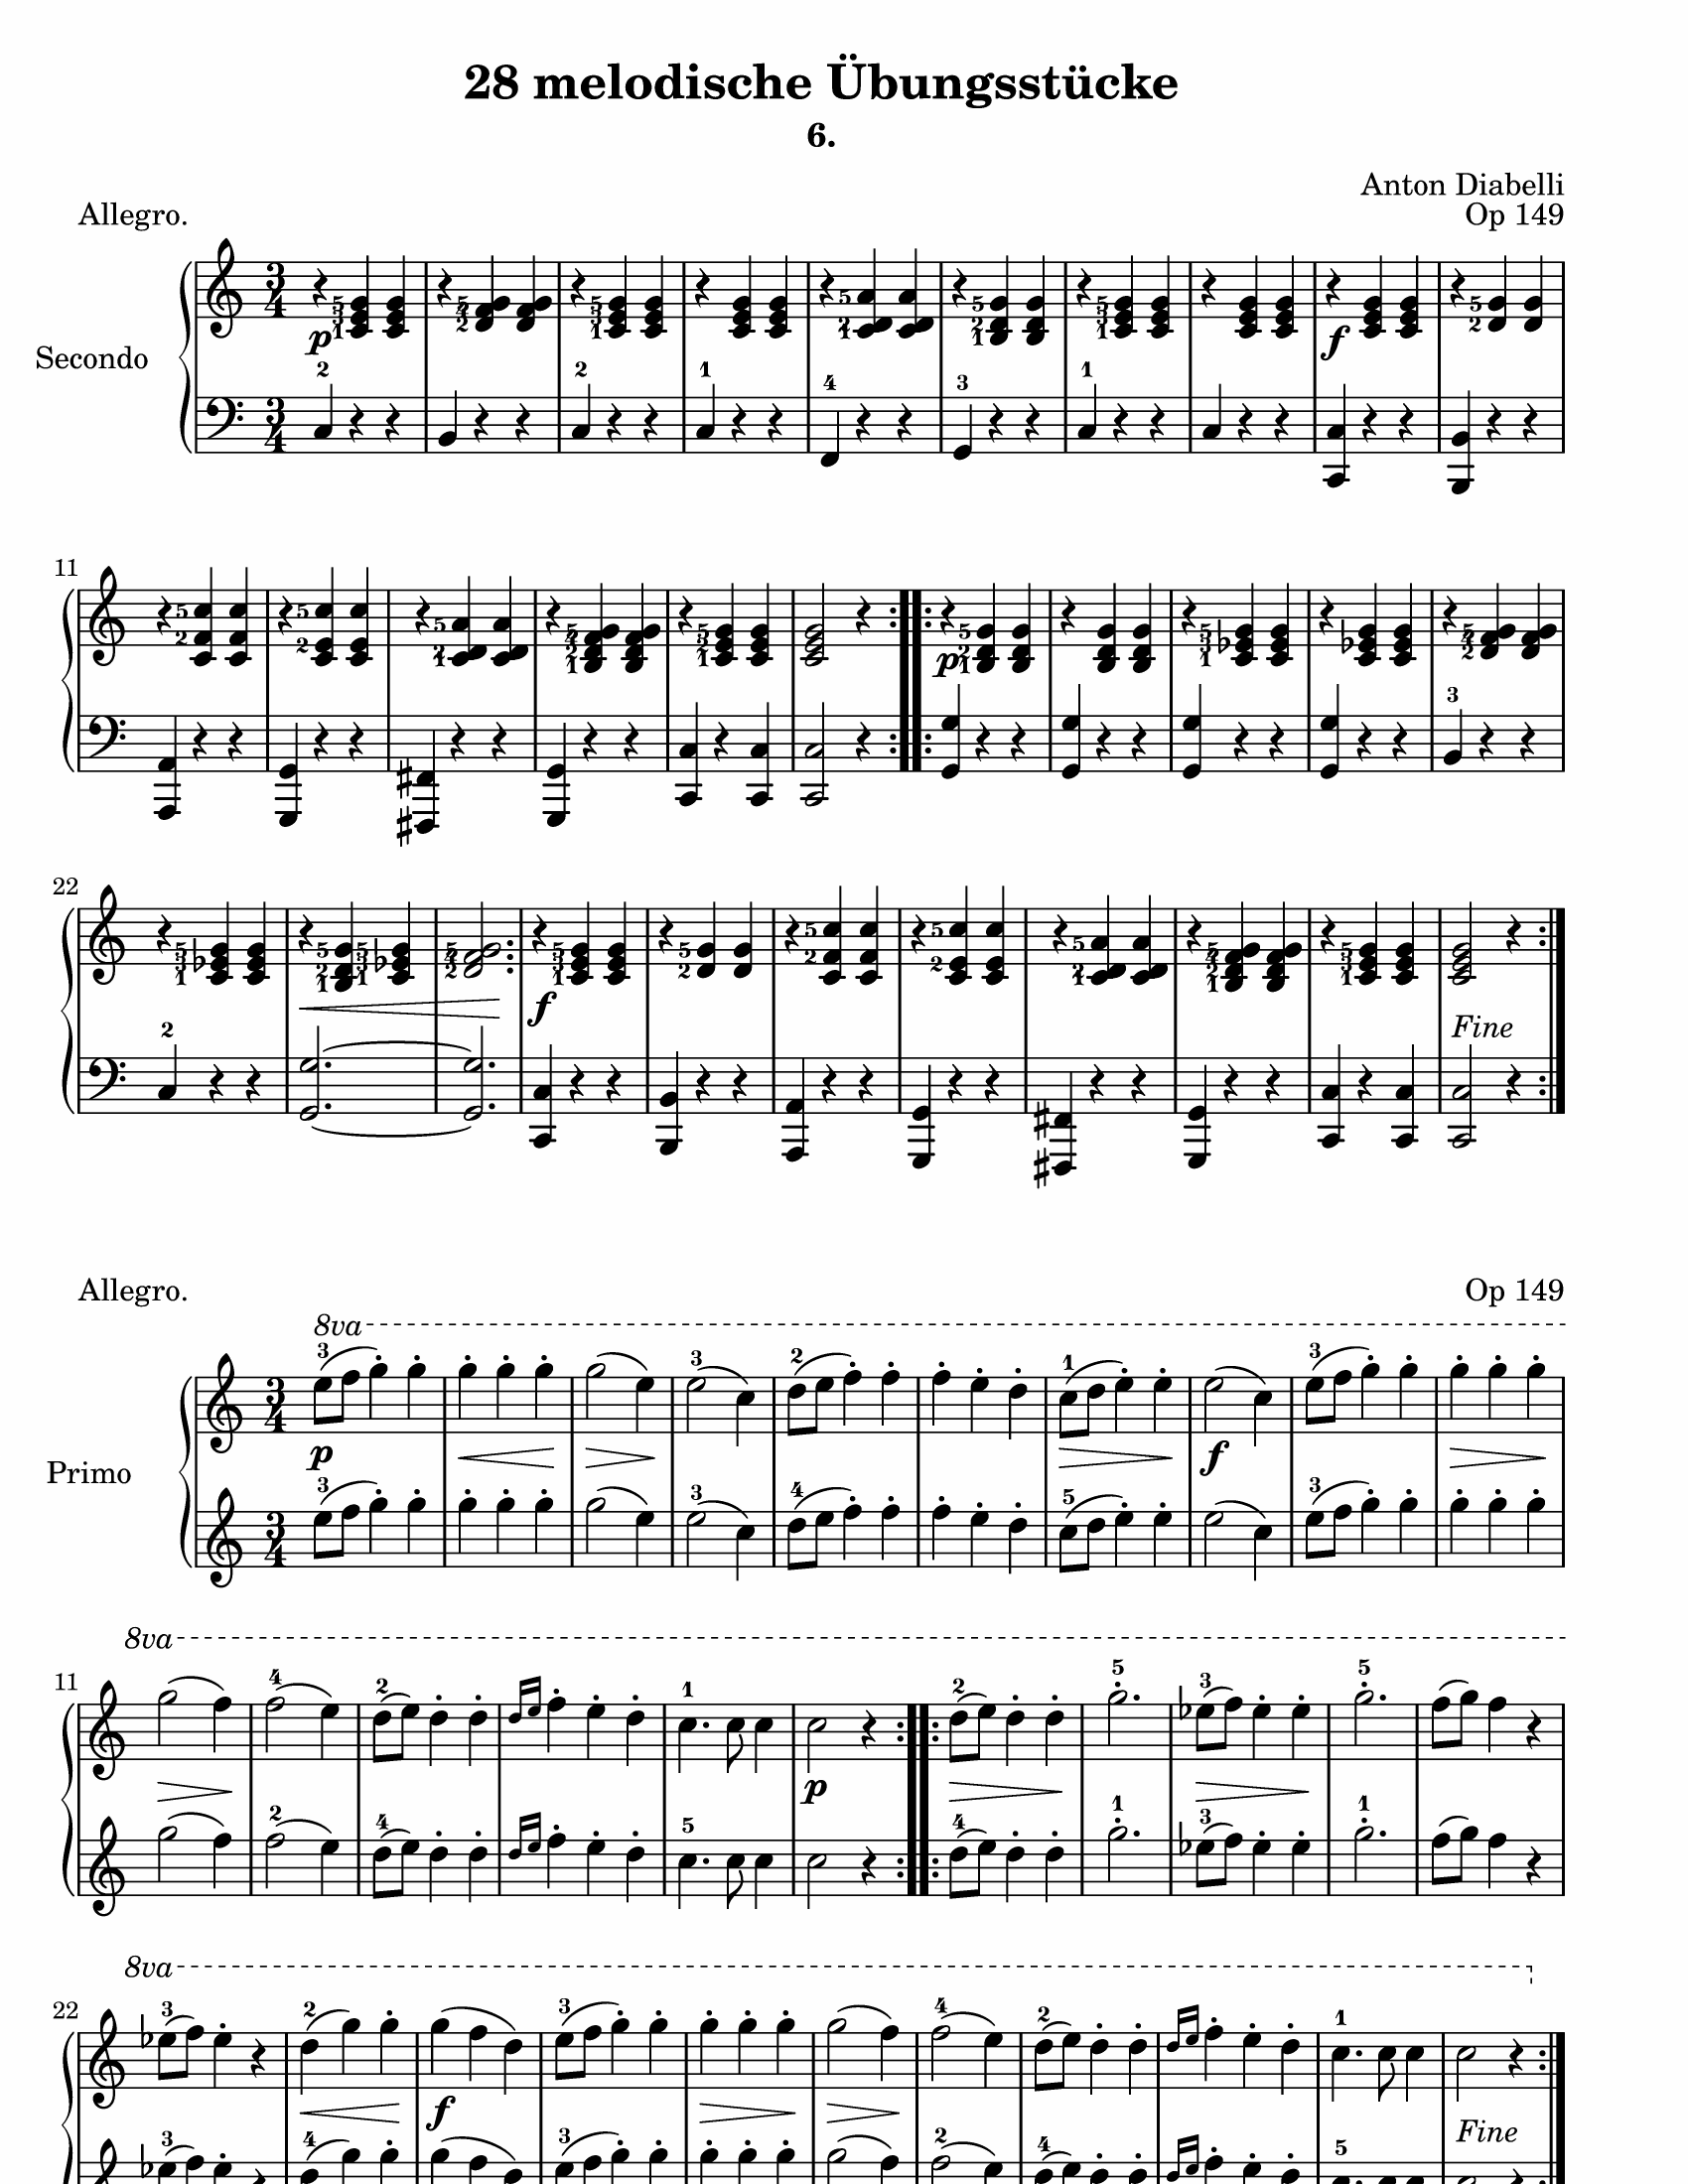 28 melodische Übungsstücke
6.
Anton Diabelli
Allegro. Op 149
Secondo
11
22
Fine
Allegro. Op 149
8va
Primo
8va
11
8va
22
Fine